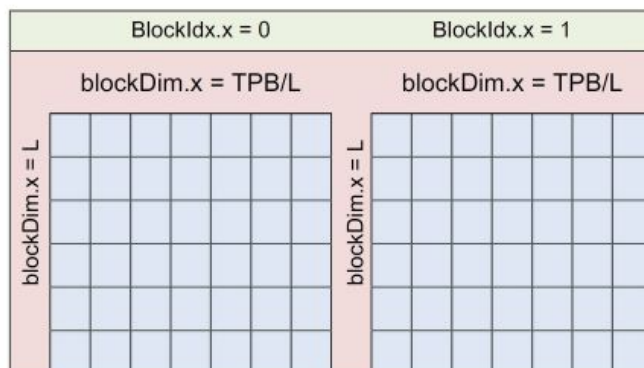 BlockIdx.x = 0
BlockIdx.x = 1
blockDim.x = TPB/L
blockDim.x = TPB/L
blockDim.x = L
blockDim.x = L